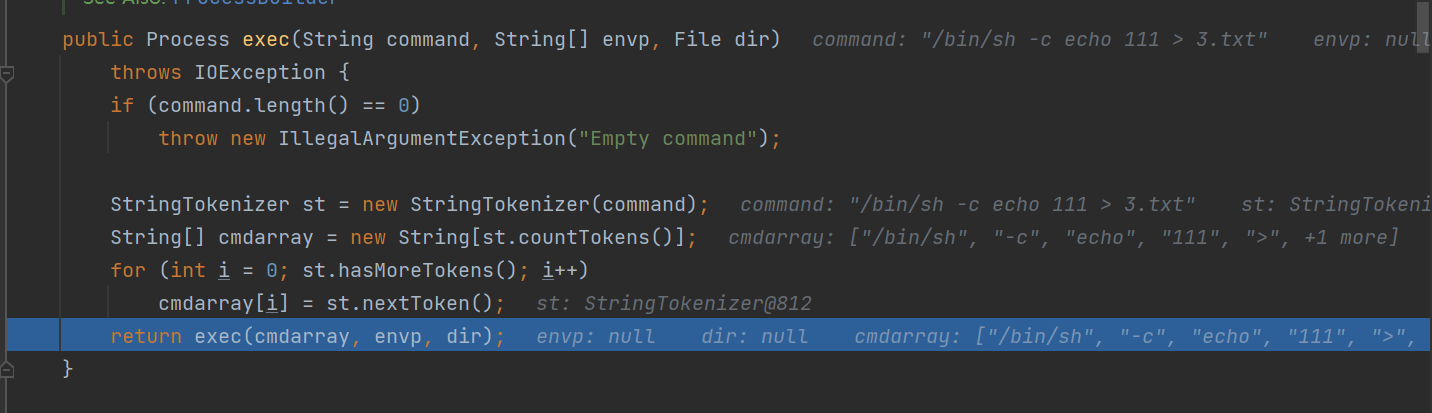 See Also: ProcessBuilder
public Process exec(String command, String[] envp, File dir)   command: "/bin/sh -c echo 111 > 3.txt"   envp: null
    throws IOException {
    if (command.length() == 0)
        throw new IllegalArgumentException("Empty command");
    StringTokenizer st = new StringTokenizer(command);   command: "/bin/sh -c echo 111 > 3.txt"   st: StringTokeni
    String[] cmdarray = new String[st.countTokens()];   cmdarray: ["/bin/sh", "-c", "echo", "111", ">", +1 more]
    for (int i = 0; st.hasMoreTokens(); i++)
        cmdarray[i] = st.nextToken();   st: StringTokenizer@812
    return exec(cmdarray, envp, dir);   envp: null   dir: null   cmdarray: ["/bin/sh", "-c", "echo", "111", ">",
}